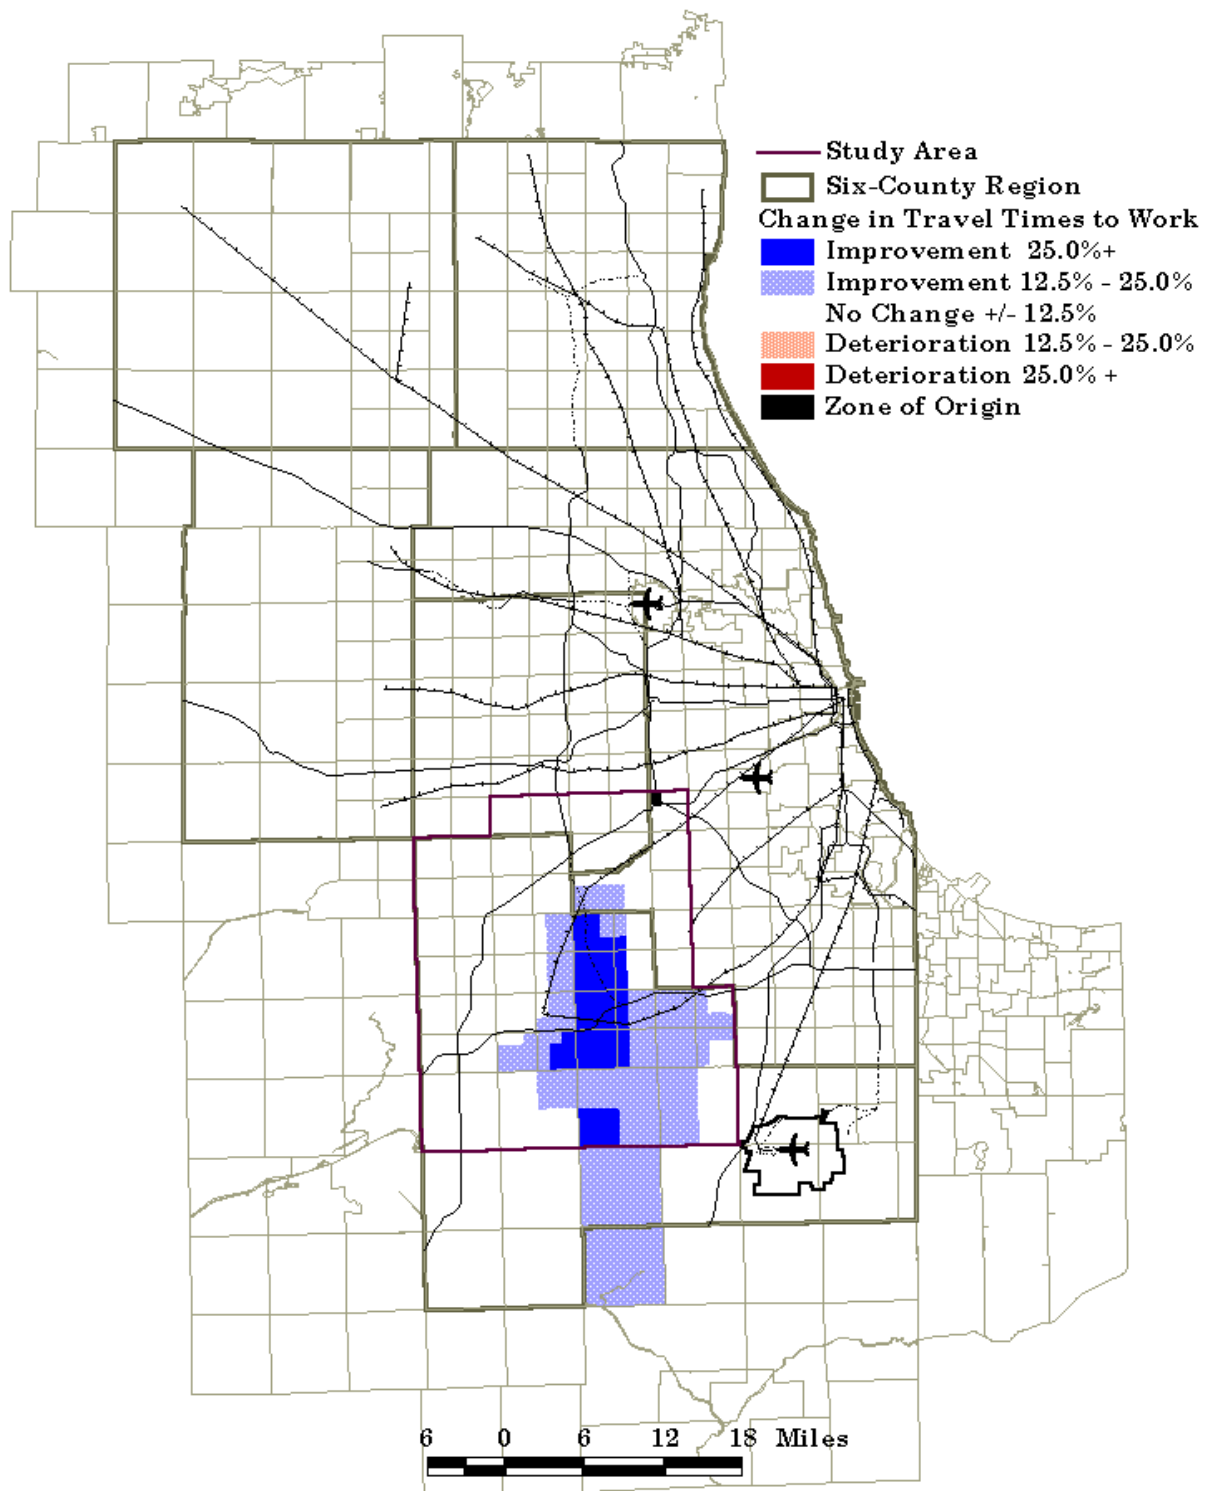 Study Area
Six-County Region
Change in Travel Times to Work
Improvement 25.0%+
Improvement 12.5% - 25.0%
No Change +/- 12.5%
Deterioration 12.5% - 25.0%
Deterioration 25.0% +
Zone of Origin
6 0 6 12 18 Miles